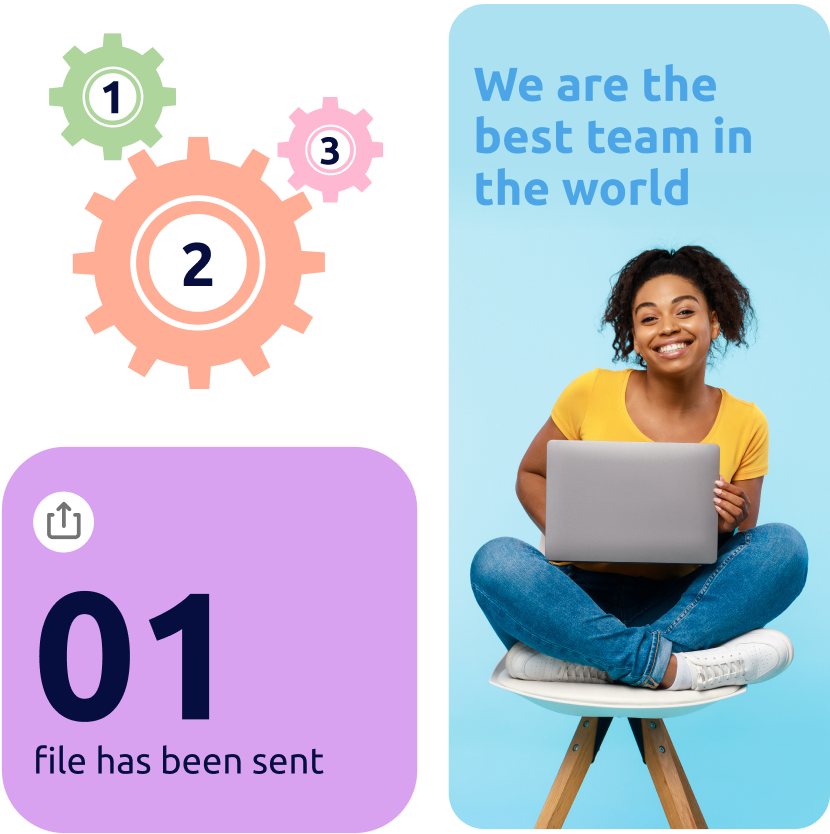 1
3
2
We are the
best team in
the world
01
file has been sent